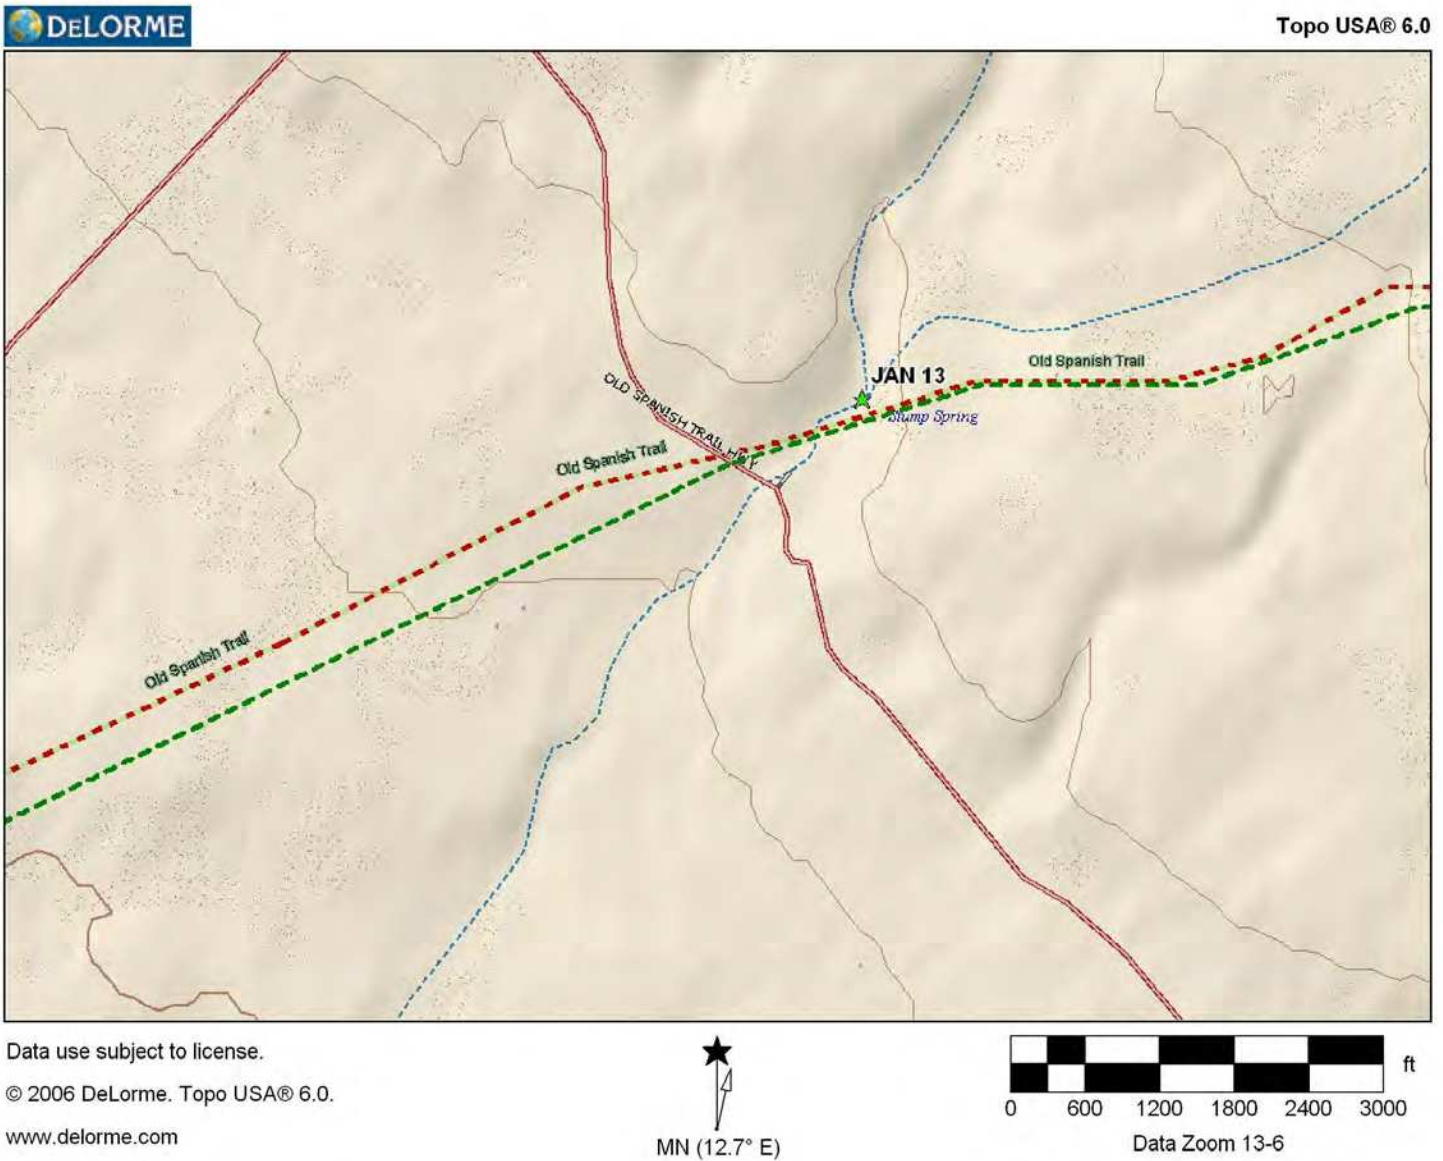 DELORME
Topo USA® 6.0
JAN 13
Old Spanish Trail
Stump Spring
OLD SPANISH TRAIL HWY
Old Spanish Trail
Old Spanish Trail
Data use subject to license.
© 2006 DeLorme. Topo USA® 6.0.
www.delorme.com
MN (12.7° E)
ft
0 600 1200 1800 2400 3000
Data Zoom 13-6